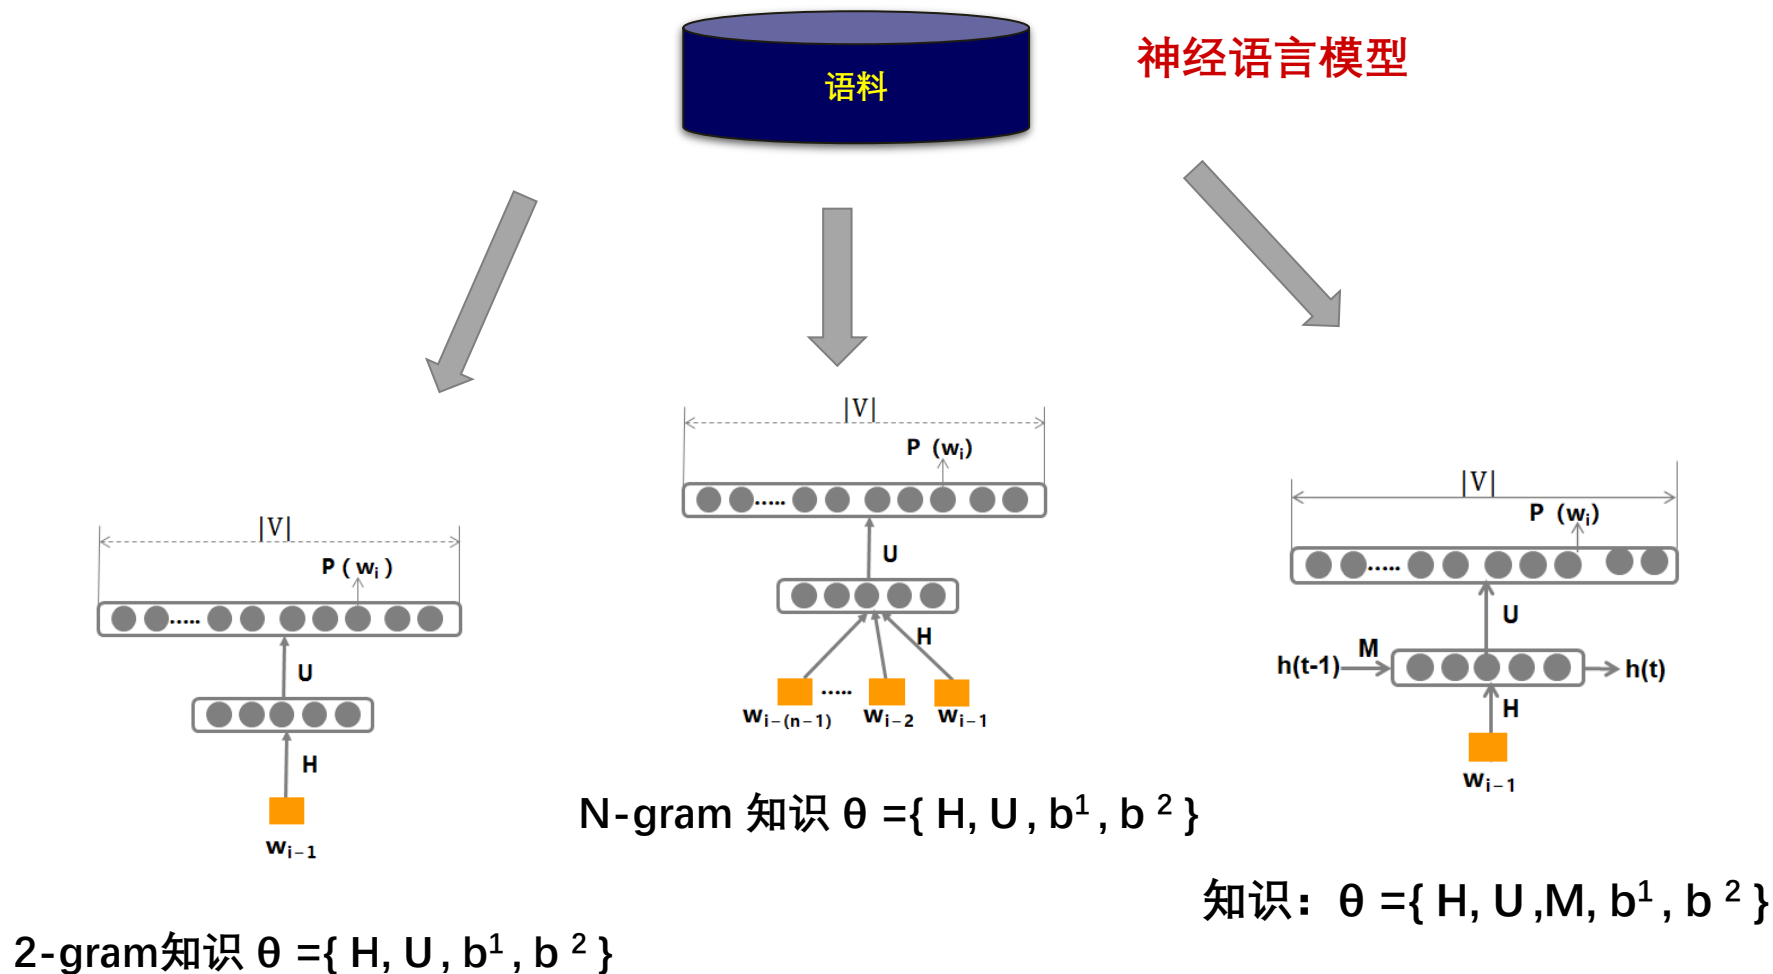 语料
神经语言模型
|V|
P ( wᵢ )
U
H
wᵢ₋₁
2-gram知识 θ ={ H, U , b¹ , b ² }
|V|
P (wᵢ)
U
H
wᵢ₋₍ₙ₋₁₎ ..... wᵢ₋₂ wᵢ₋₁
N-gram 知识 θ ={ H, U , b¹ , b ² }
|V|
P (wᵢ)
U
h(t-1) M h(t)
H
wᵢ₋₁
知识：θ ={ H, U ,M, b¹ , b ² }